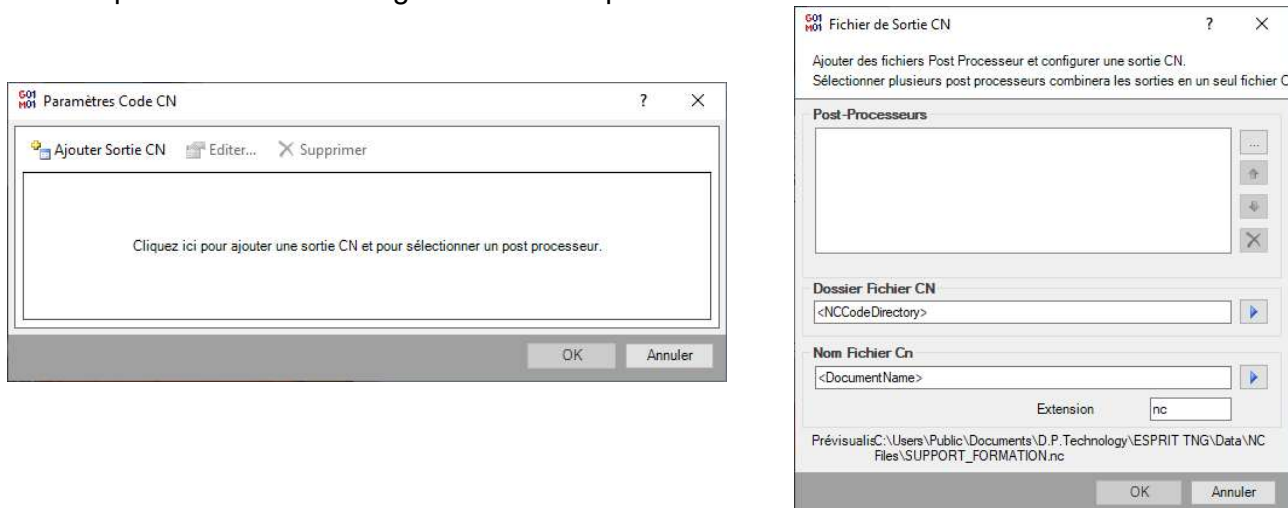 G01 M01 Paramètres Code CN ? X
Ajouter Sortie CN Editer... Supprimer
Cliquez ici pour ajouter une sortie CN et pour sélectionner un post processeur.
OK Annuler
G01 M01 Fichier de Sortie CN ? X
Ajouter des fichiers Post Processeur et configurer une sortie CN.
Sélectionner plusieurs post processeurs combinera les sorties en un seul fichier C
Post-Processeurs
...
Dossier Fichier CN
<NCCodeDirectory>
Nom Fichier Cn
<DocumentName>
Extension nc
PrévisualisC:\Users\Public\Documents\D.P.Technology\ESPRIT TNG\Data\NC
Files\SUPPORT_FORMATION.nc
OK Annuler